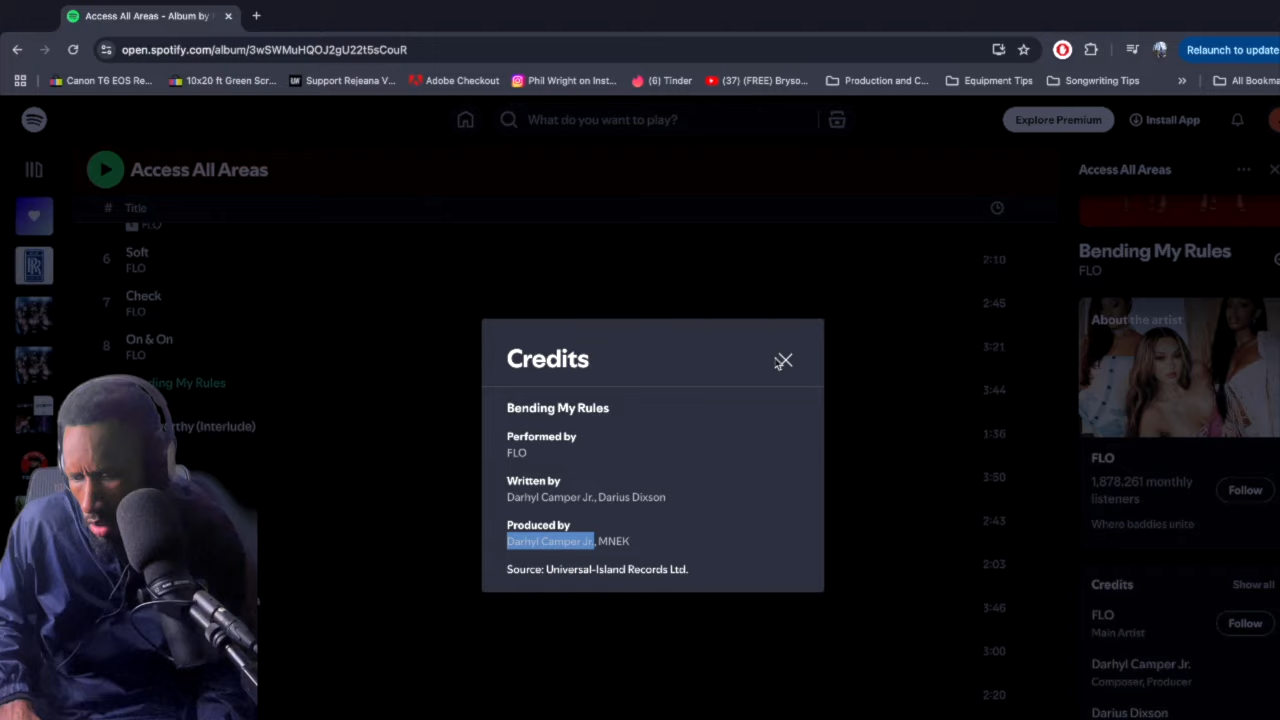 Access All Areas - Album by
open.spotify.com/album/3wSWMuHQOJ2gU22t5sCouR
Relaunch to update
Canon T6 EOS Re...
10x20 ft Green Scr...
Support Rejeana V...
Adobe Checkout
Phil Wright on Inst...
(6) Tinder
(37) (FREE) Bryso...
Production and C...
Equipment Tips
Songwriting Tips
All Bookma
What do you want to play?
Explore Premium
Install App
Access All Areas
Access All Areas
# Title
FLO
6 Soft 2:10
FLO
7 Check 2:45
FLO
8 On & On 3:21
FLO
ding My Rules 3:44
rthy (Interlude) 1:36
3:50
2:43
2:03
3:46
3:00
2:20
Credits
Bending My Rules
Performed by
FLO
Written by
Darhyl Camper Jr., Darius Dixson
Produced by
Darhyl Camper Jr., MNEK
Source: Universal-Island Records Ltd.
Bending My Rules
FLO
About the artist
FLO
1,878,261 monthly
listeners
Follow
Where baddies unite
Credits
Show all
FLO
Main Artist
Follow
Darhyl Camper Jr.
Composer, Producer
Darius Dixson